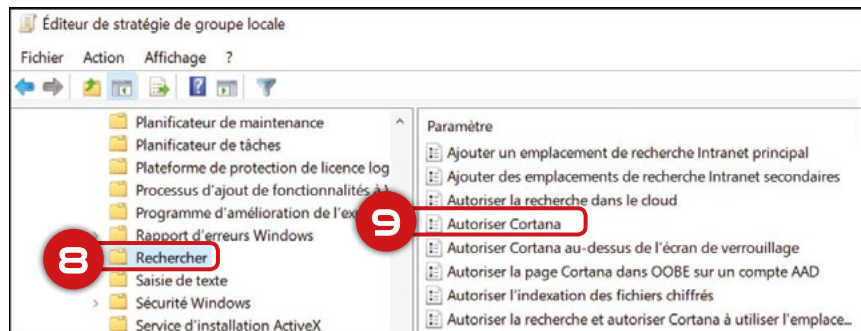 Éditeur de stratégie de groupe locale
Fichier Action Affichage ?
Planificateur de maintenance
Planificateur de tâches
Plateforme de protection de licence log
Processus d'ajout de fonctionnalités à
Programme d'amélioration de l'ex
Rapport d'erreurs Windows
8 Rechercher
Saisie de texte
Sécurité Windows
Service d'installation ActiveX
Paramètre
Ajouter un emplacement de recherche Intranet principal
Ajouter des emplacements de recherche Intranet secondaires
Autoriser la recherche dans le cloud
9 Autoriser Cortana
Autoriser Cortana au-dessus de l'écran de verrouillage
Autoriser la page Cortana dans OOBE sur un compte AAD
Autoriser l'indexation des fichiers chiffrés
Autoriser la recherche et autoriser Cortana à utiliser l'emplace...